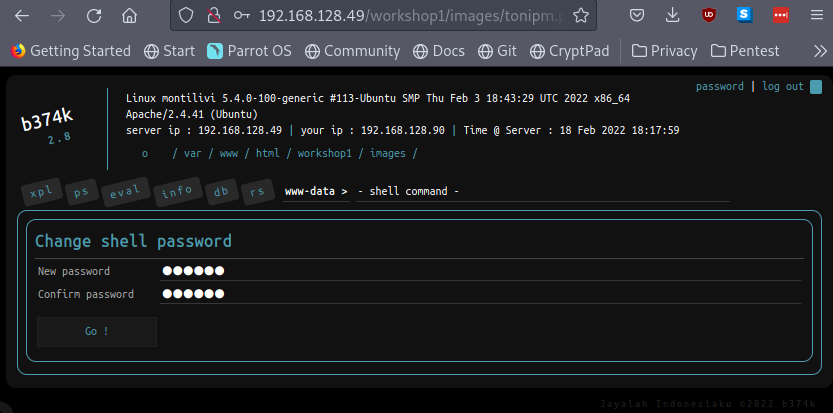 192.168.128.49/workshop1/images/tonipm.p
Getting Started Start Parrot OS Community Docs Git CryptPad Privacy Pentest
password | log out
b374k
2.8
Linux montilivi 5.4.0-100-generic #113-Ubuntu SMP Thu Feb 3 18:43:29 UTC 2022 x86_64
Apache/2.4.41 (Ubuntu)
server ip : 192.168.128.49 | your ip : 192.168.128.90 | Time @ Server : 18 Feb 2022 18:17:59
o / var / www / html / workshop1 / images /
xpl ps eval info db rs www-data > - shell command -
Change shell password
New password ●●●●●●
Confirm password ●●●●●●
Go !
Jayalah Indonesiaku ©2022 b374k